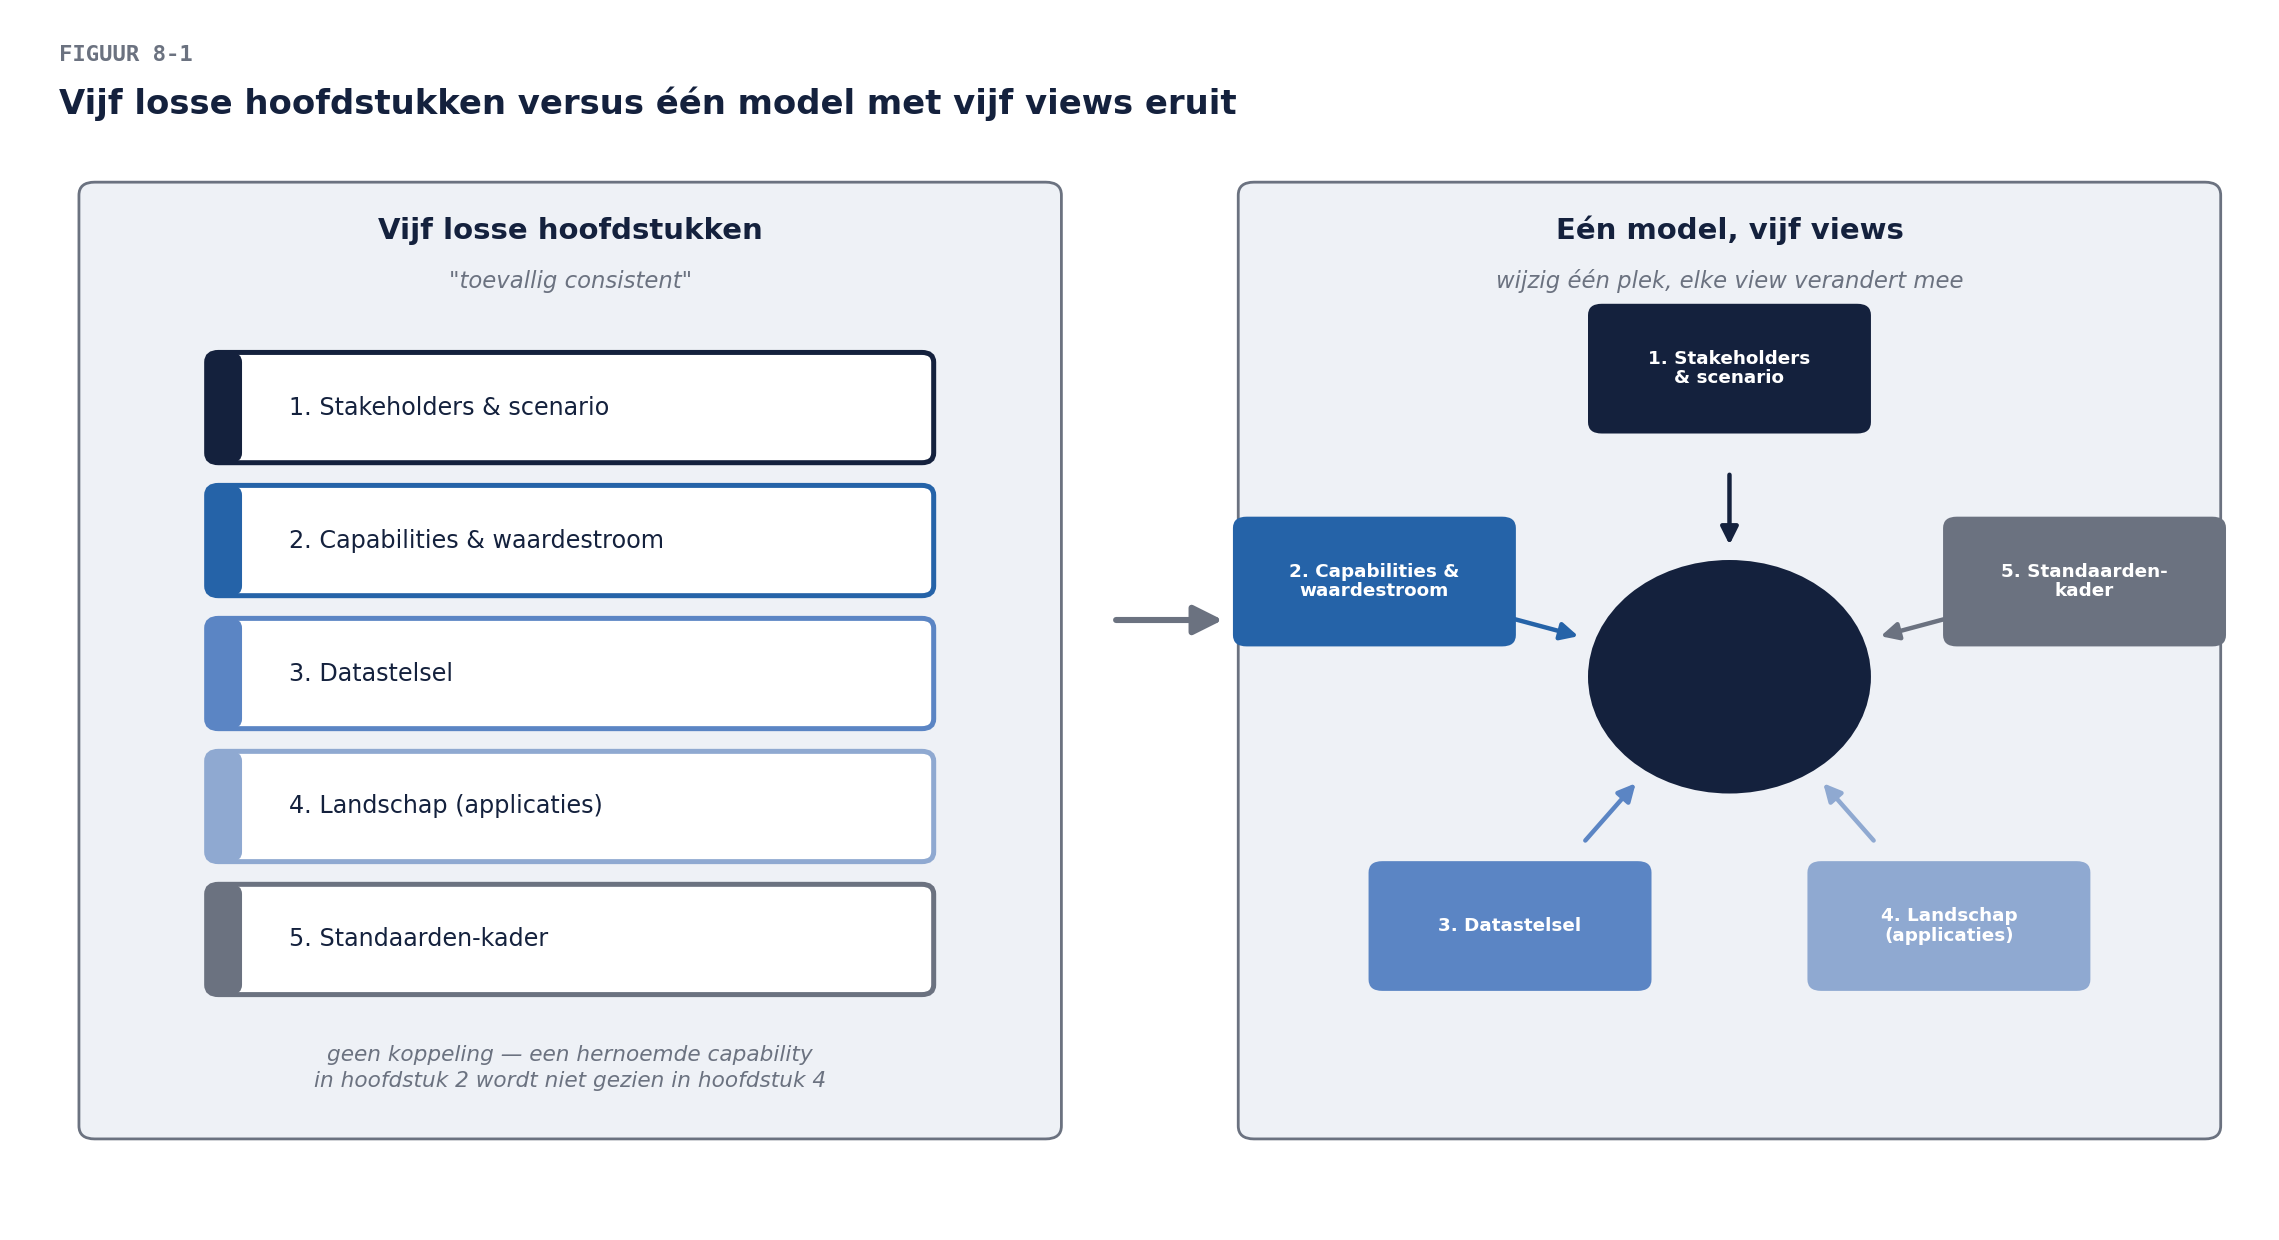 FIGUUR 8-1
Vijf losse hoofdstukken versus één model met vijf views eruit
Vijf losse hoofdstukken
"toevallig consistent"
1. Stakeholders & scenario
2. Capabilities & waardestroom
3. Datastelsel
4. Landschap (applicaties)
5. Standaarden-kader
geen koppeling — een hernoemde capability
in hoofdstuk 2 wordt niet gezien in hoofdstuk 4
Eén model, vijf views
wijzig één plek, elke view verandert mee
1. Stakeholders
& scenario
2. Capabilities &
waardestroom
5. Standaarden-
kader
3. Datastelsel
4. Landschap
(applicaties)